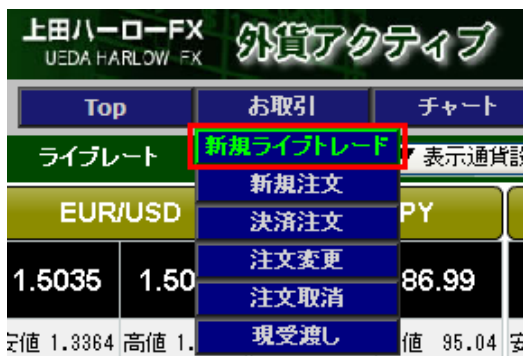 上田ハーローFX
UEDA HARLOW FX
外貨アクティブ
Top
お取引
チャート
ライブレート
新規ライブトレード
▼表示通貨
新規注文
EUR/USD
決済注文
PY
注文変更
1.5035
1.50
86.99
注文取消
現受渡し
安値 1.3364
高値 1.
値 95.04